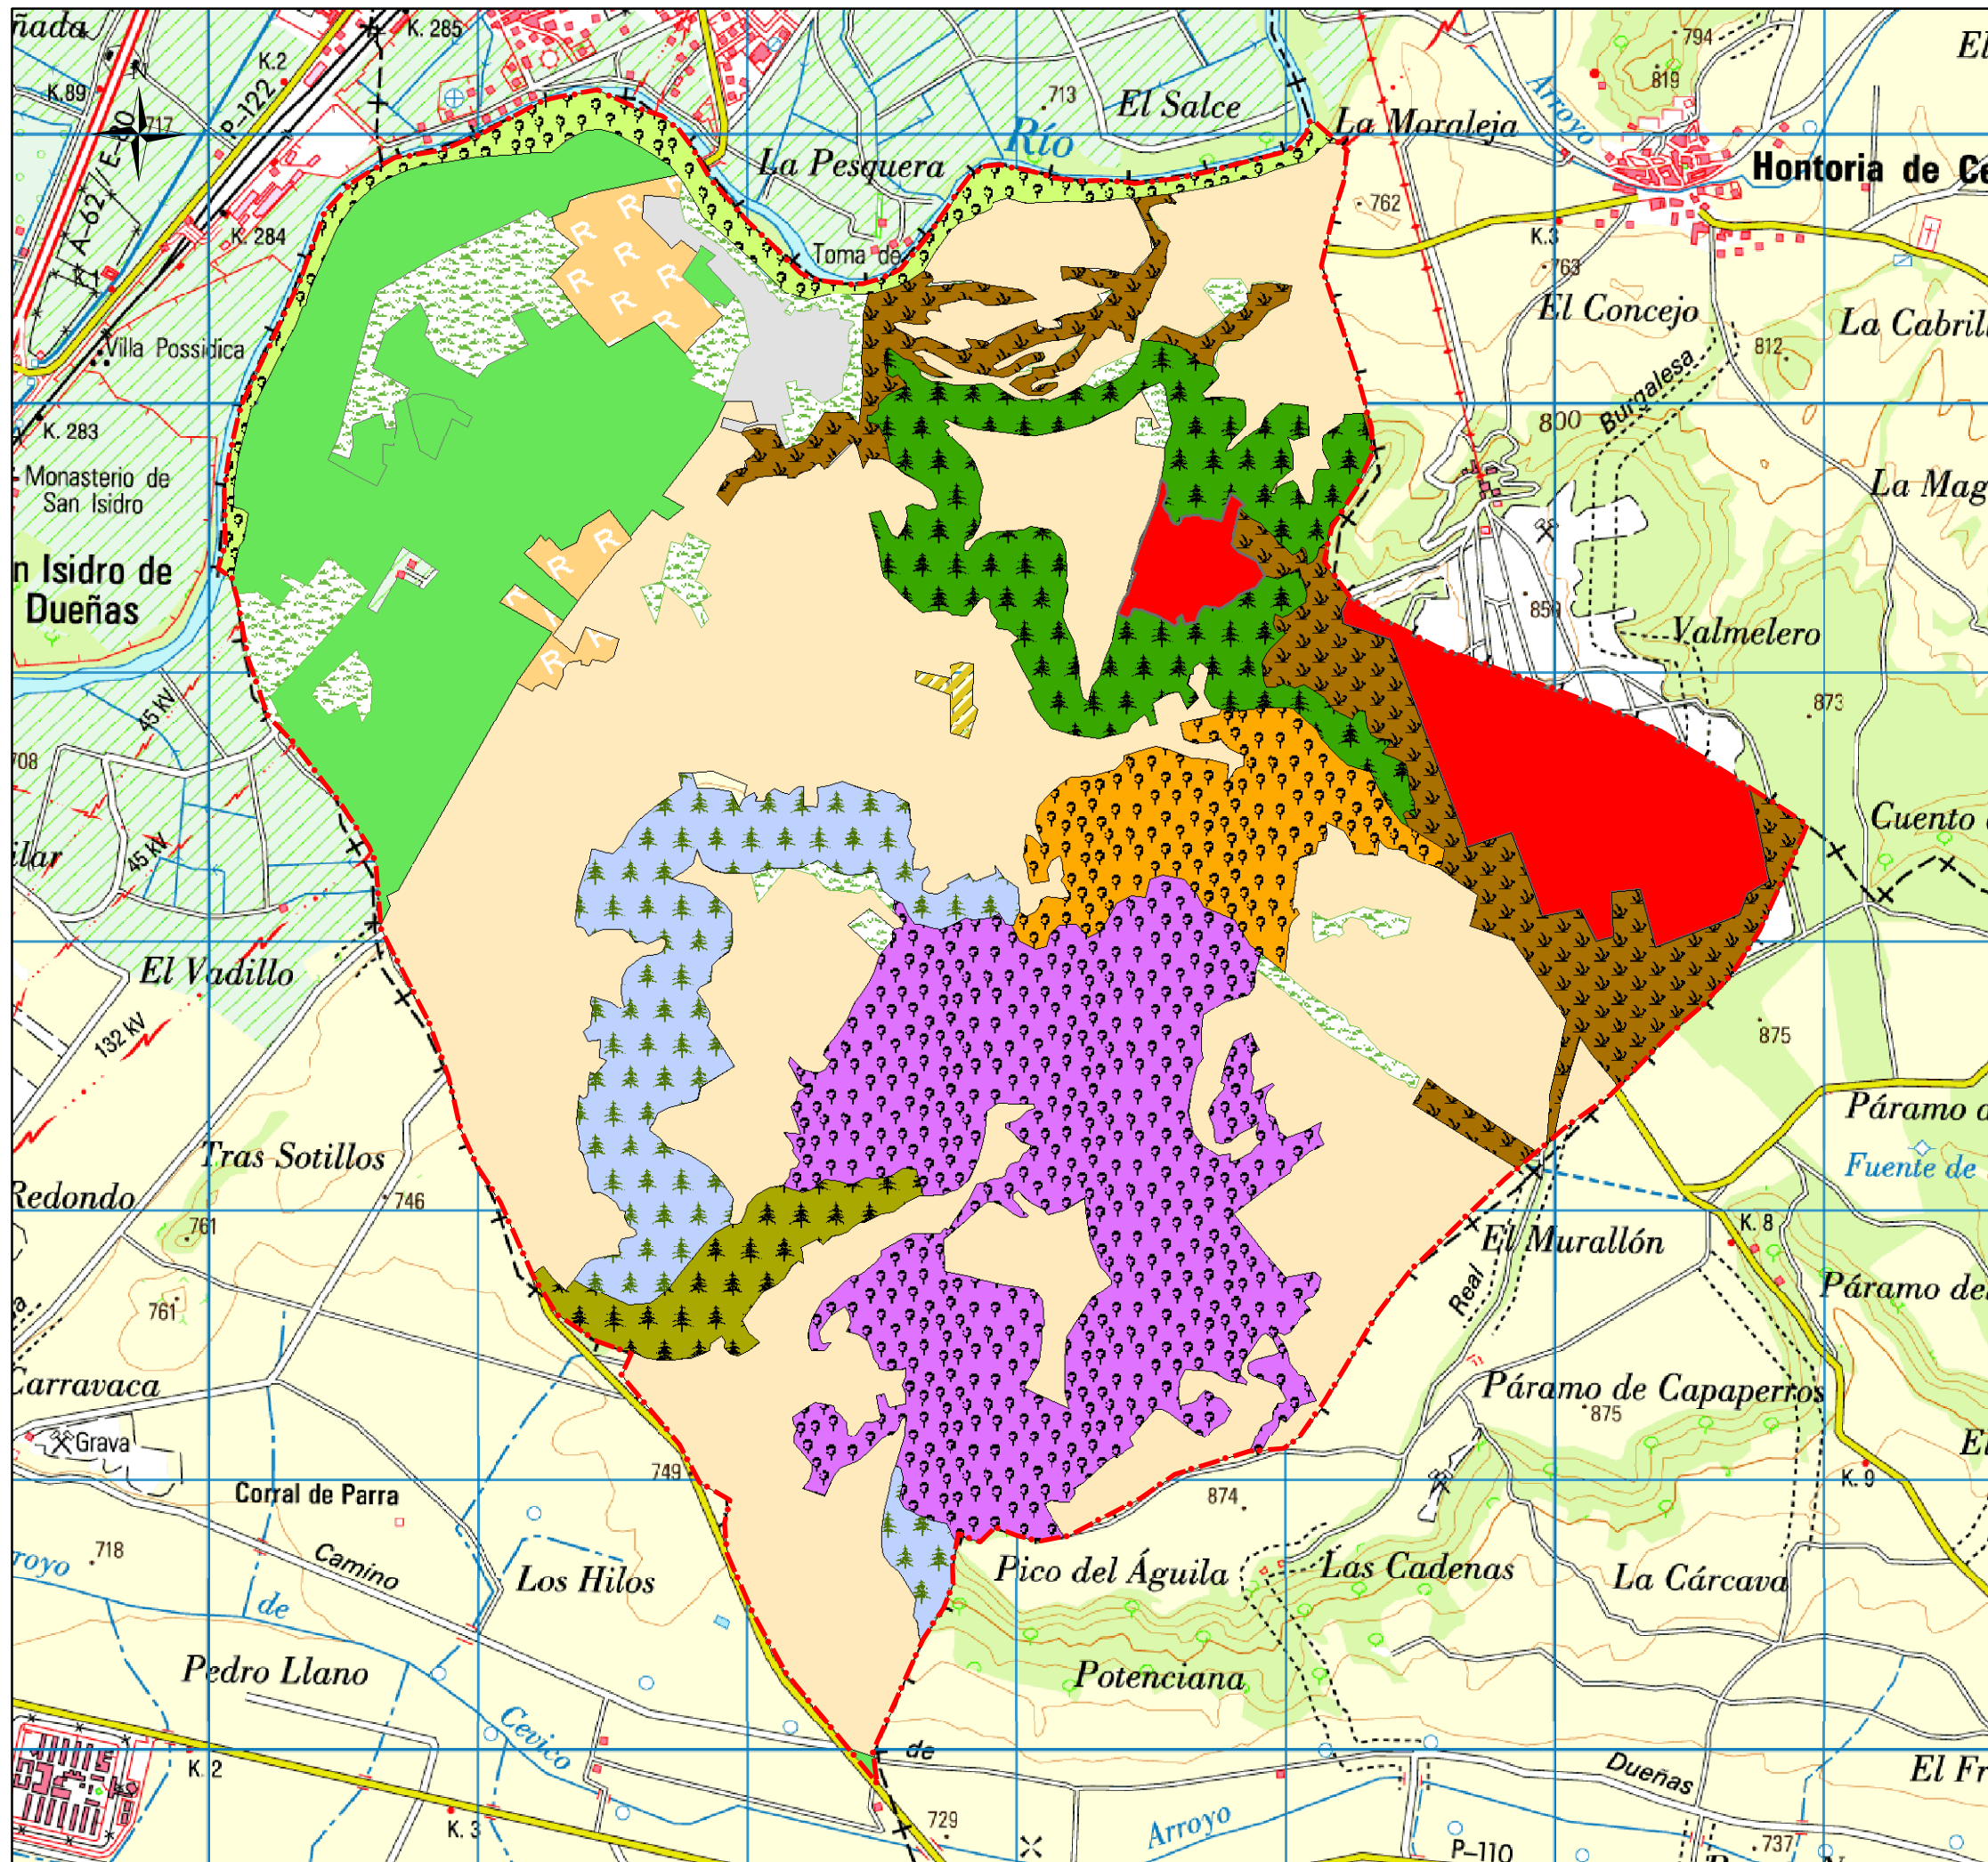 ñada
K. 285
K.2
K.89
N
P-122
717
A-62 / E-80
K. 284
K.1
Villa Possidica
K. 283
Monasterio de
San Isidro
n Isidro de
Dueñas
708
ilar
45 kV
45 kV
El Vadillo
132 kV
Tras Sotillos
Redondo
746
761
761
Carravaca
Grava
Corral de Parra
749
718
rroyo
de
Camino
Los Hilos
Pedro Llano
Cevico
K. 2
K. 3
de
729
Arroyo
P-110
737
Dueñas
El Fr
Potenciana
Pico del Águila
Las Cadenas
La Cárcava
874
K. 9
875
Páramo de Capaperros
Real
El Murallón
K. 8
Páramo del
Fuente de
Páramo d
875
Cuento
873
Valmelero
859
800
La Mag
Burgalesa
812
La Cabril
El Concejo
763
K.3
762
Hontoria de Ce
La Moraleja
Arroyo
819
794
El
713
El Salce
Río
La Pesquera
Toma de
R
R
R
R
R
R
R
R
R
R
R
El